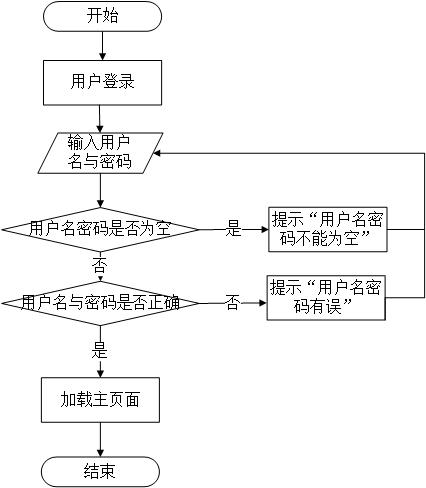 开始
用户登录
输入用户
名与密码
用户名密码是否为空
是
提示“用户名密
码不能为空”
否
用户名与密码是否正确
否
提示“用户名密
码有误”
是
加载主页面
结束